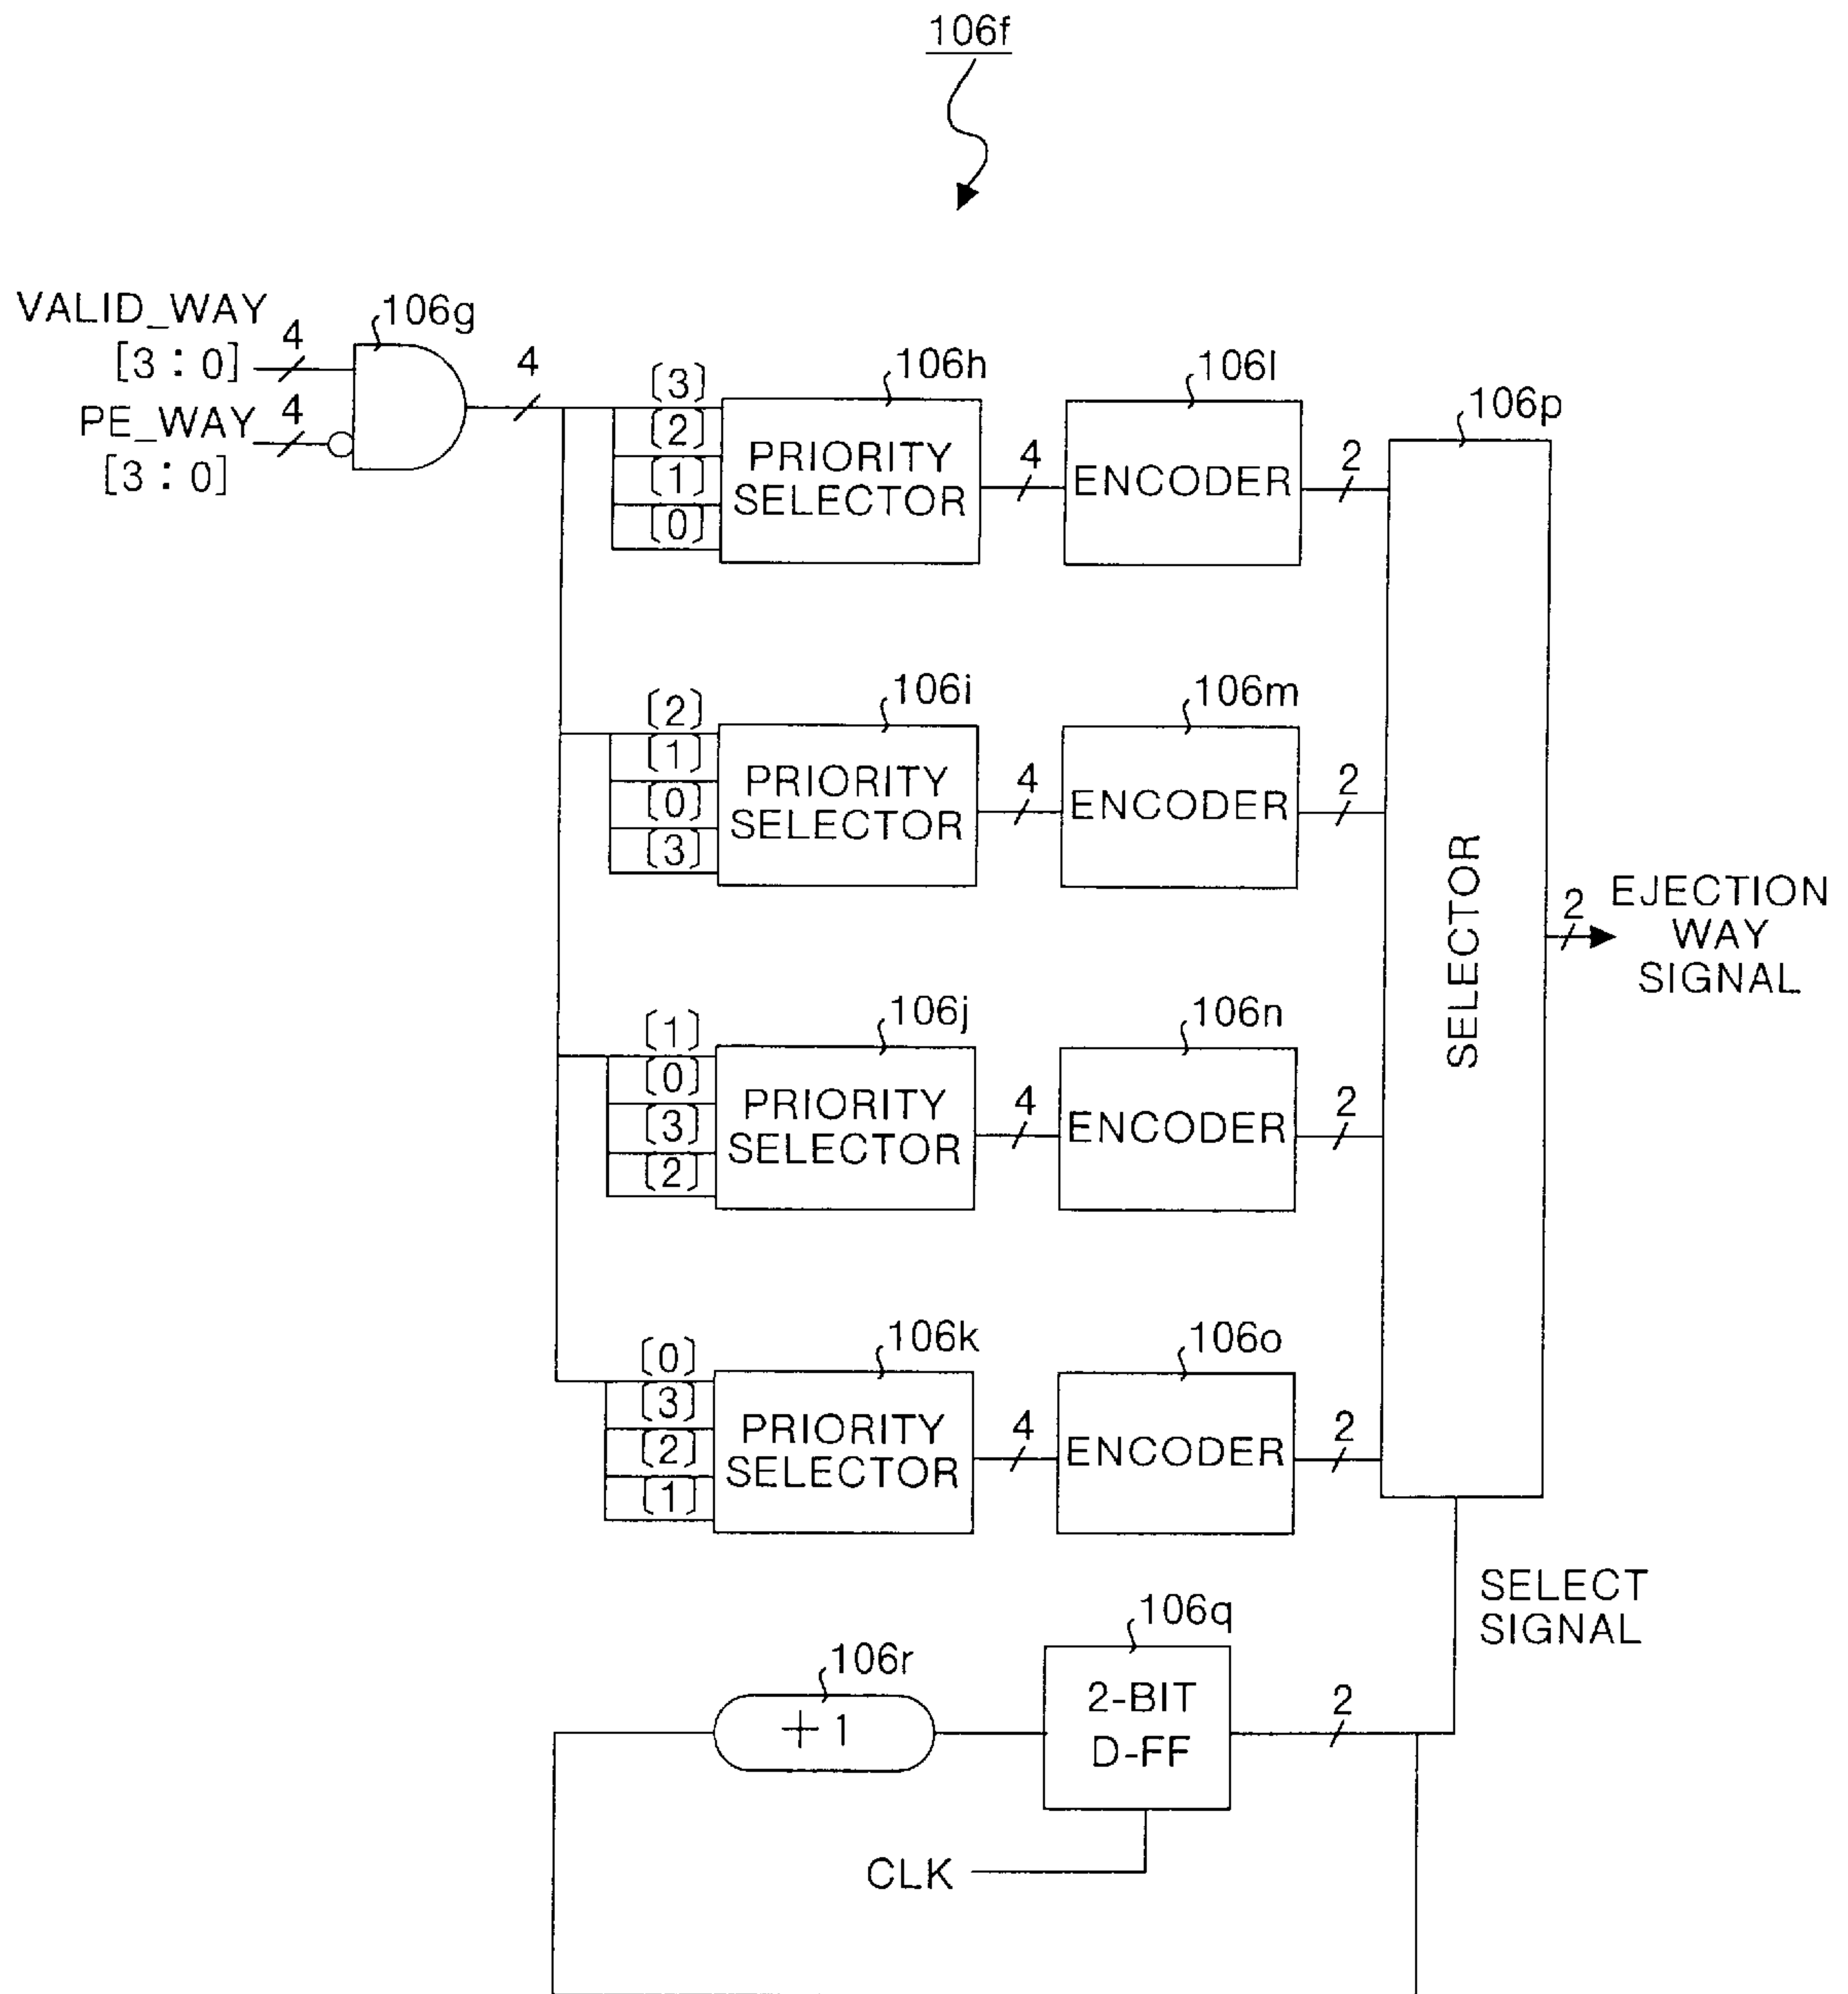 106f
VALID_WAY
[3 : 0]
4
106g
4
PE_WAY
[3 : 0]
4
[3]
[2]
[1]
[0]
106h
PRIORITY
SELECTOR
4
106l
ENCODER
2
106p
[2]
[1]
[0]
[3]
106i
PRIORITY
SELECTOR
4
106m
ENCODER
2
SELECTOR
2
EJECTION
WAY
SIGNAL
[1]
[0]
[3]
[2]
106j
PRIORITY
SELECTOR
4
106n
ENCODER
2
[0]
[3]
[2]
[1]
106k
PRIORITY
SELECTOR
4
106o
ENCODER
2
SELECT
SIGNAL
106r
+1
106q
2-BIT
D-FF
2
CLK